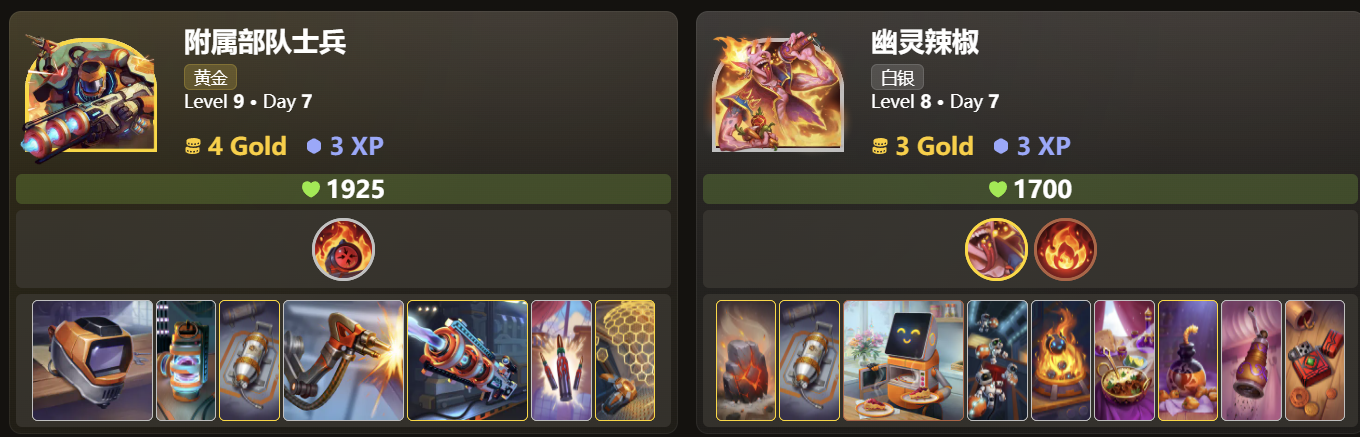 附属部队士兵
黄金
Level 9 • Day 7
4 Gold 3 XP
1925
幽灵辣椒
白银
Level 8 • Day 7
3 Gold 3 XP
1700